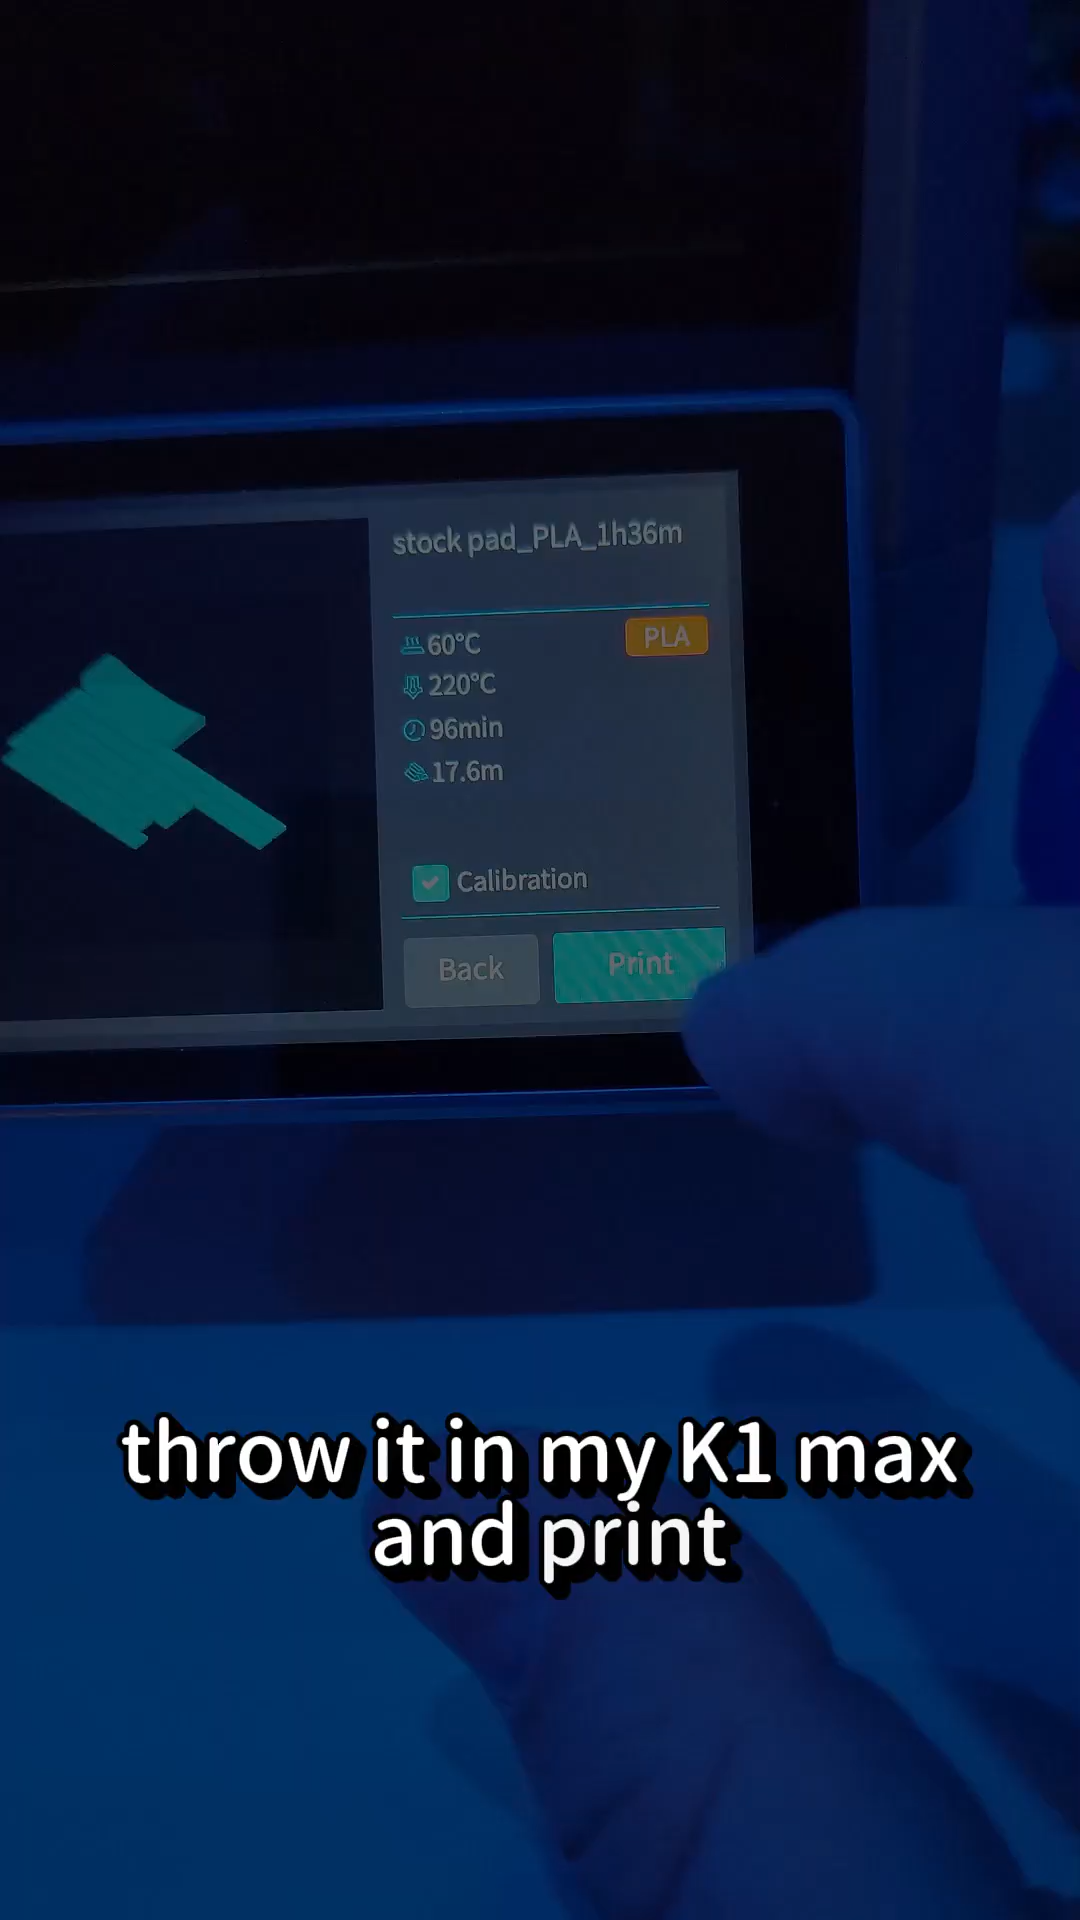 stock pad_PLA_1h36m
60°C
PLA
220°C
96min
17.6m
Calibration
Back
Print
throw it in my K1 max
and print